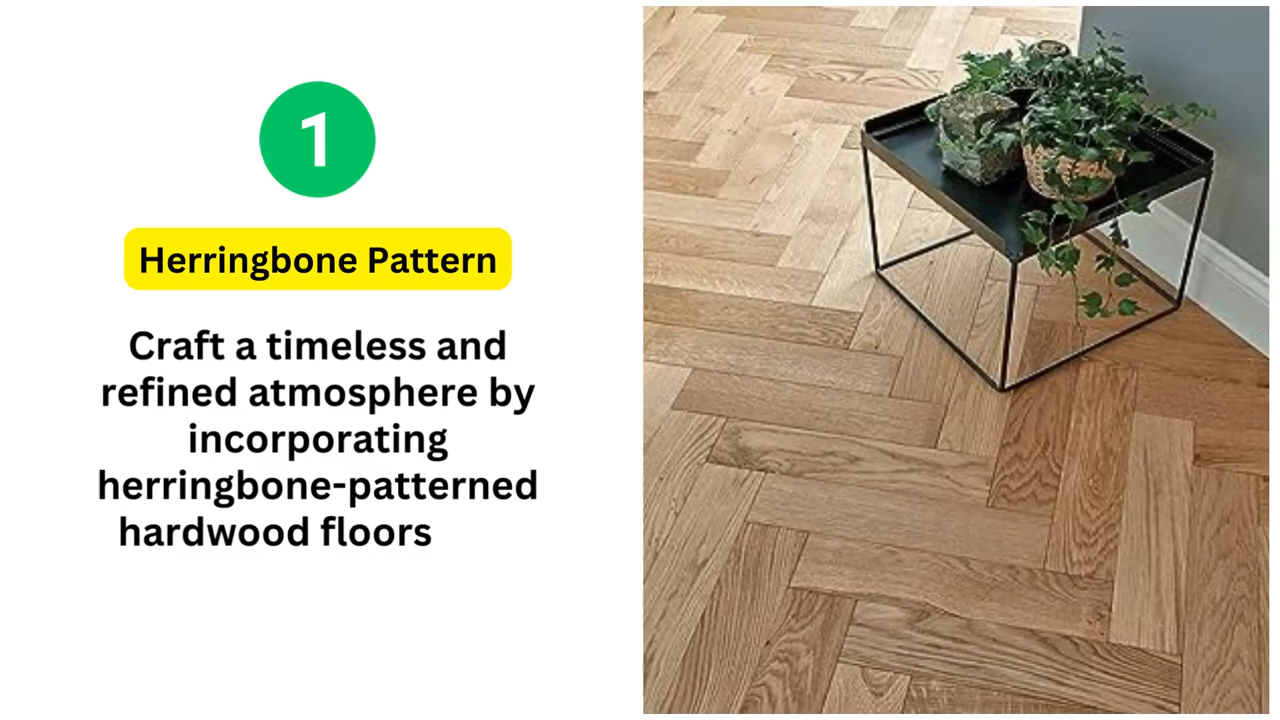 1
Herringbone Pattern
Craft a timeless and
refined atmosphere by
incorporating
herringbone-patterned
hardwood floors